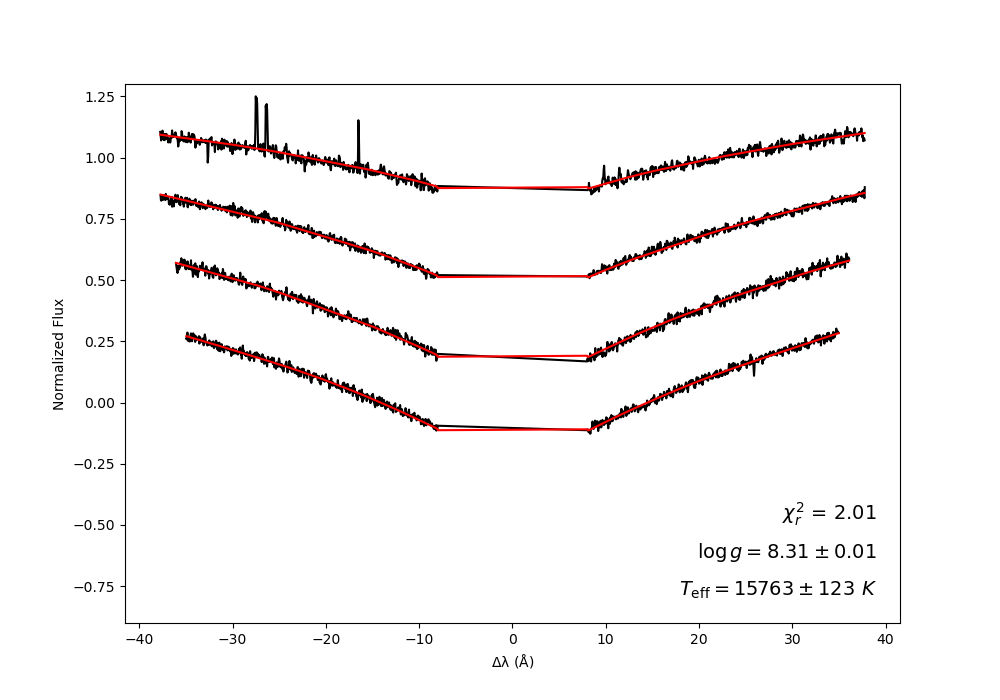 1.25
1.00
0.75
0.50
0.25
0.00
−0.25
−0.50
−0.75
Normalized Flux
χ²ᵣ = 2.01
log g = 8.31 ± 0.01
T_eff = 15763 ± 123 K
−40 −30 −20 −10 0 10 20 30 40
Δλ (Å)